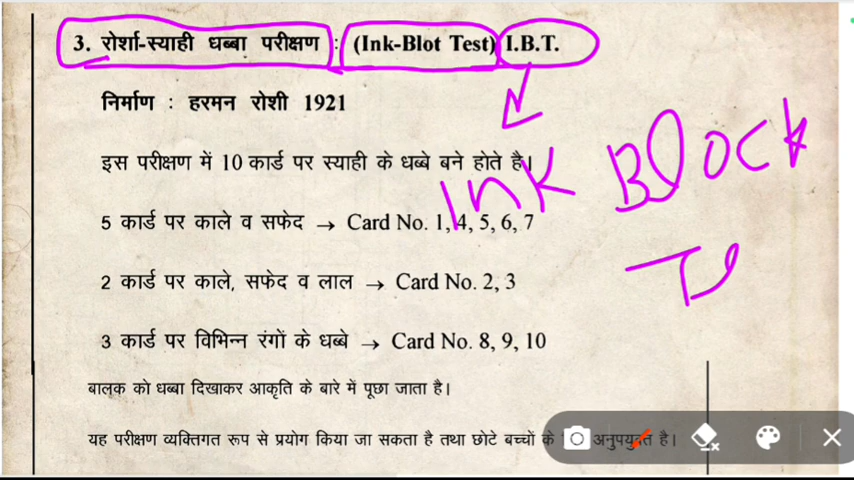 3. रोर्शा-स्याही धब्बा परीक्षण : (Ink-Blot Test) I.B.T.
निर्माण : हरमन रोर्शी 1921
इस परीक्षण में 10 कार्ड पर स्याही के धब्बे बने होते है।
Ink Block
5 कार्ड पर काले व सफेद → Card No. 1, 4, 5, 6, 7
2 कार्ड पर काले, सफेद व लाल → Card No. 2, 3
3 कार्ड पर विभिन्न रंगों के धब्बे → Card No. 8, 9, 10
बालक को धब्बा दिखाकर आकृति के बारे में पूछा जाता है।
यह परीक्षण व्यक्तिगत रूप से प्रयोग किया जा सकता है तथा छोटे बच्चों के अनुपयुक्त है।